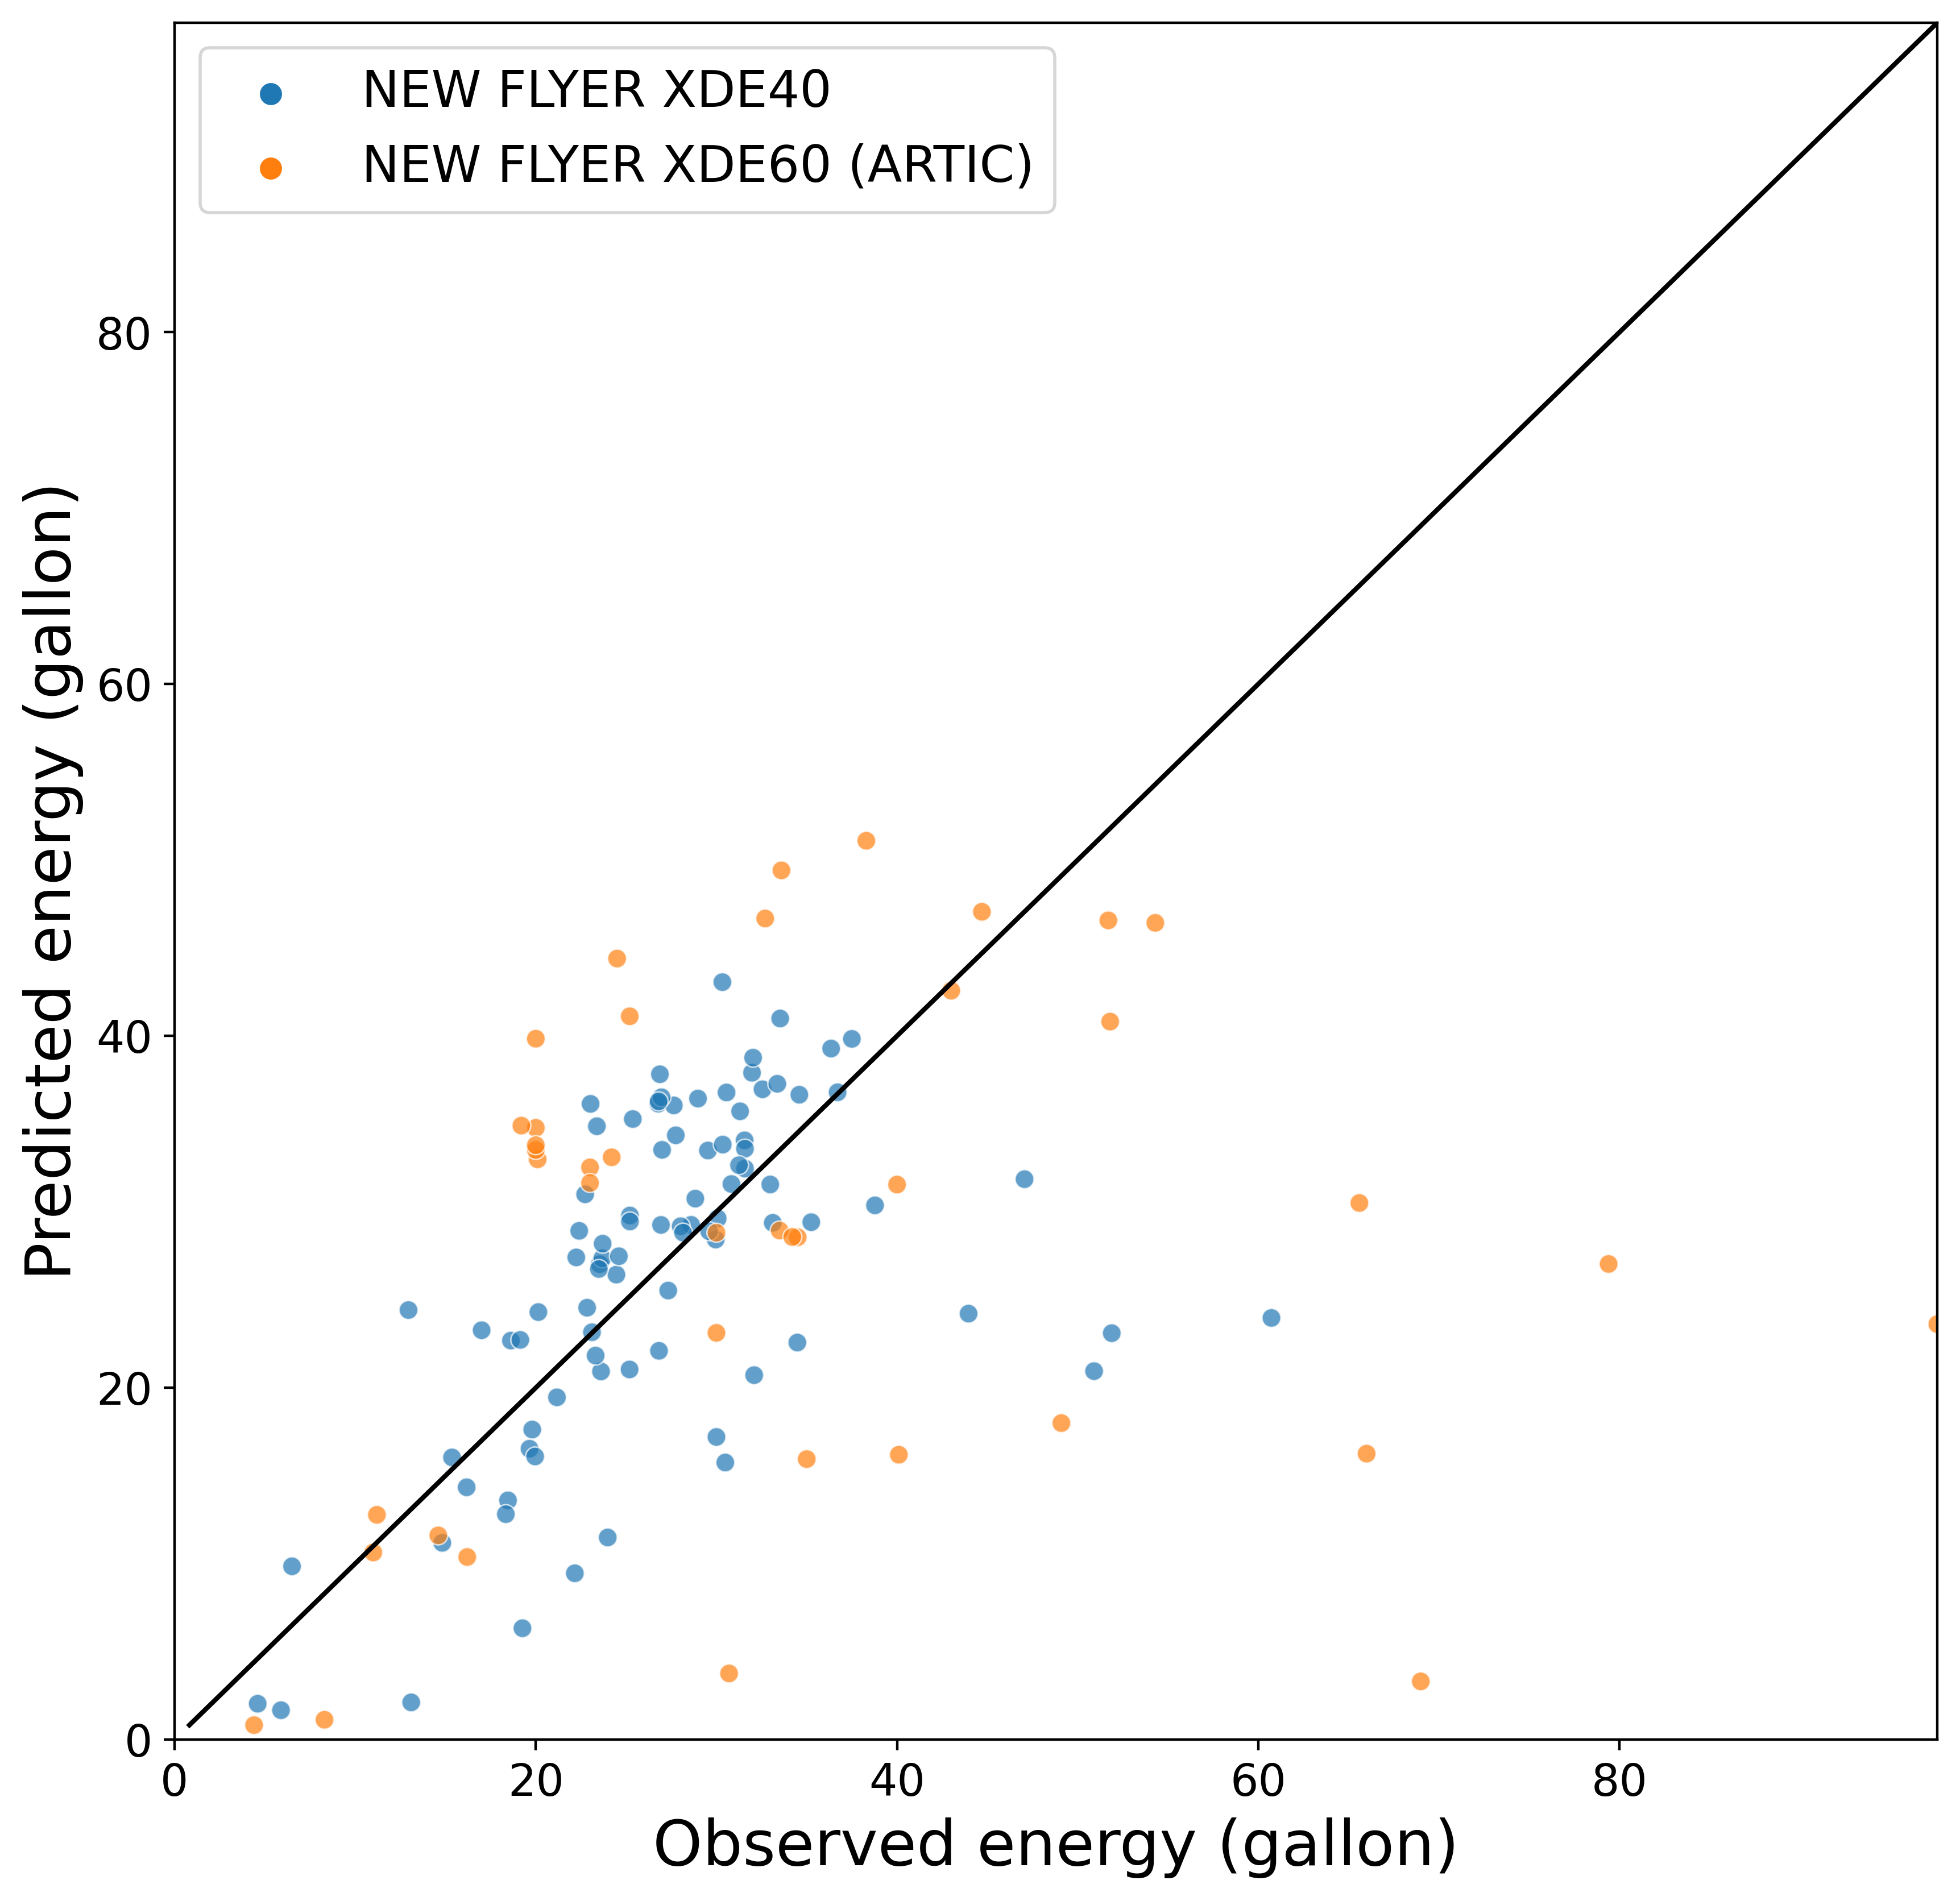 NEW FLYER XDE40
NEW FLYER XDE60 (ARTIC)
Predicted energy (gallon)
80
60
40
20
0
0 20 40 60 80
Observed energy (gallon)